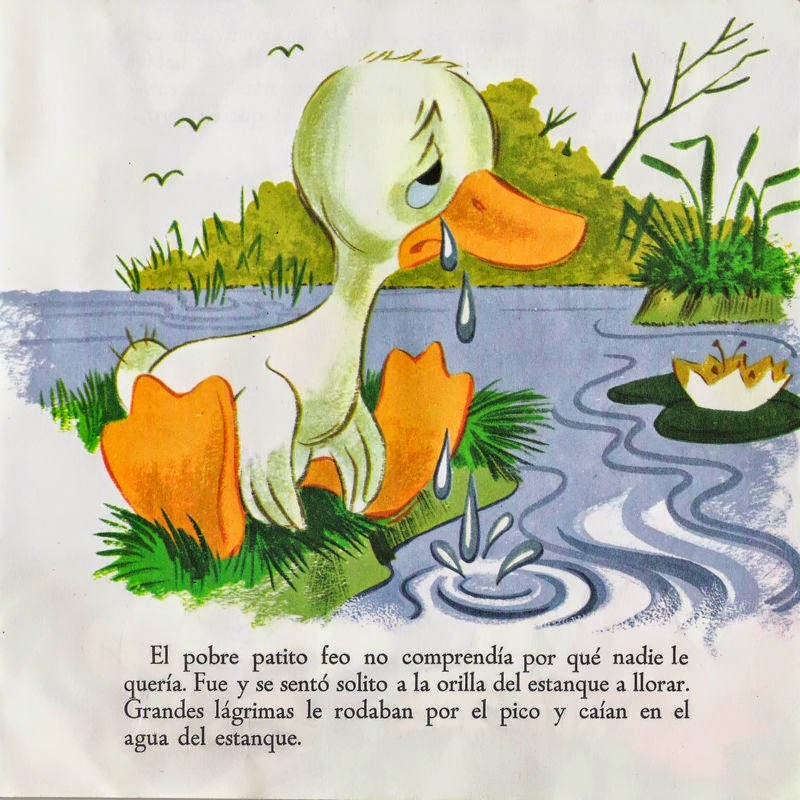 El pobre patito feo no comprendía por qué nadie le
quería. Fue y se sentó solito a la orilla del estanque a llorar.
Grandes lágrimas le rodaban por el pico y caían en el
agua del estanque.